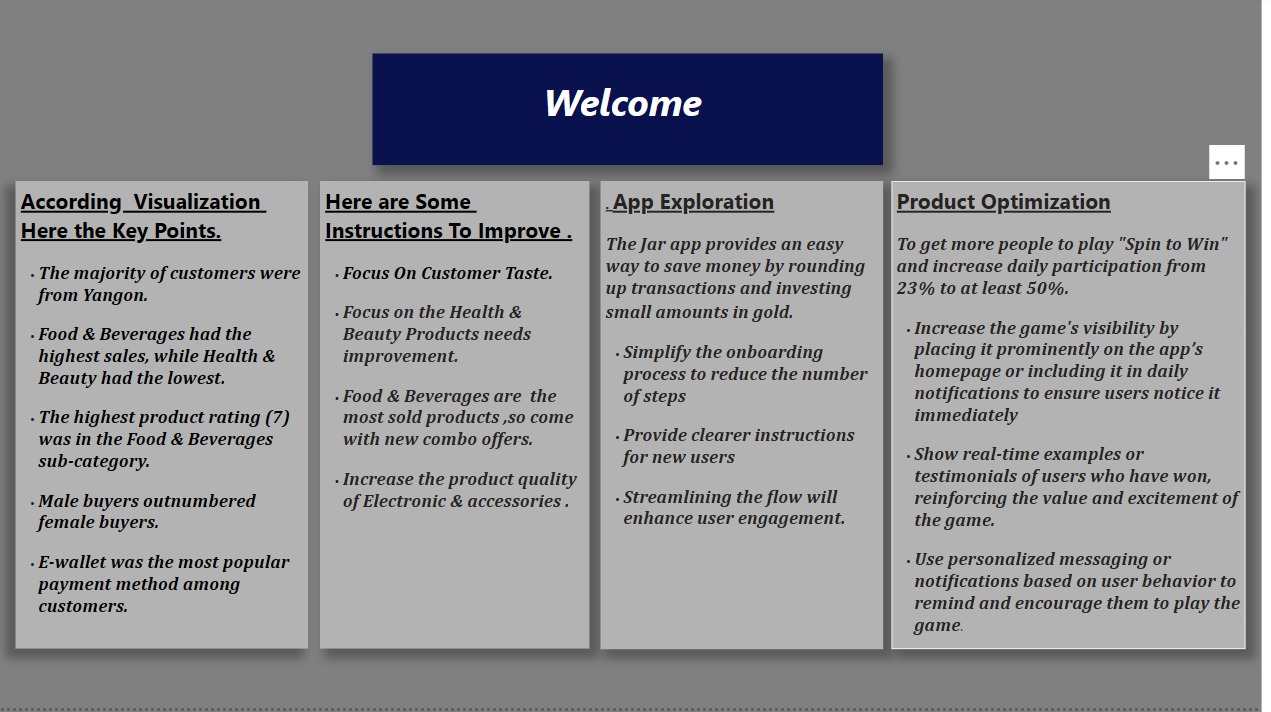 Welcome
According  Visualization
Here the Key Points.
· The majority of customers were
from Yangon.
· Food & Beverages had the
highest sales, while Health &
Beauty had the lowest.
· The highest product rating (7)
was in the Food & Beverages
sub-category.
· Male buyers outnumbered
female buyers.
· E-wallet was the most popular
payment method among
customers.
Here are Some
Instructions To Improve .
· Focus On Customer Taste.
· Focus on the Health &
Beauty Products needs
improvement.
· Food & Beverages are  the
most sold products ,so come
with new combo offers.
· Increase the product quality
of Electronic & accessories .
. App Exploration
The Jar app provides an easy
way to save money by rounding
up transactions and investing
small amounts in gold.
· Simplify the onboarding
process to reduce the number
of steps
· Provide clearer instructions
for new users
· Streamlining the flow will
enhance user engagement.
Product Optimization
To get more people to play "Spin to Win"
and increase daily participation from
23% to at least 50%.
· Increase the game's visibility by
placing it prominently on the app’s
homepage or including it in daily
notifications to ensure users notice it
immediately
· Show real-time examples or
testimonials of users who have won,
reinforcing the value and excitement of
the game.
· Use personalized messaging or
notifications based on user behavior to
remind and encourage them to play the
game.